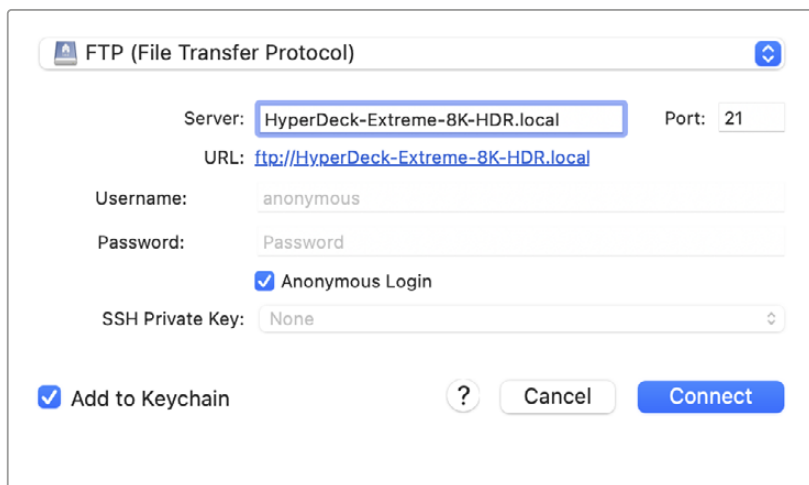 FTP (File Transfer Protocol)
Server: HyperDeck-Extreme-8K-HDR.local Port: 21
URL: ftp://HyperDeck-Extreme-8K-HDR.local
Username: anonymous
Password: Password
Anonymous Login
SSH Private Key: None
Add to Keychain ? Cancel Connect